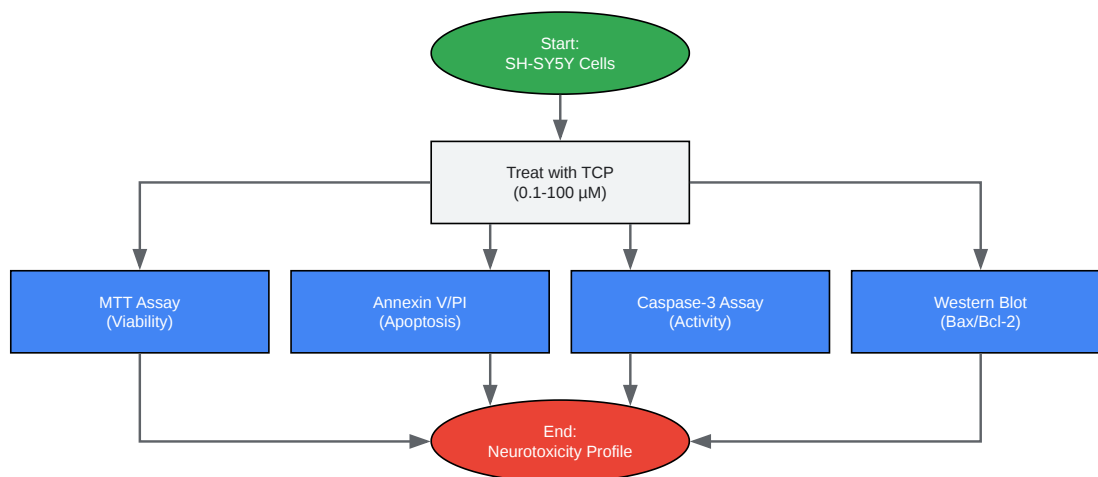 Start:
SH-SY5Y Cells
Treat with TCP
(0.1-100 µM)
MTT Assay
(Viability)
Annexin V/PI
(Apoptosis)
Caspase-3 Assay
(Activity)
Western Blot
(Bax/Bcl-2)
End:
Neurotoxicity Profile